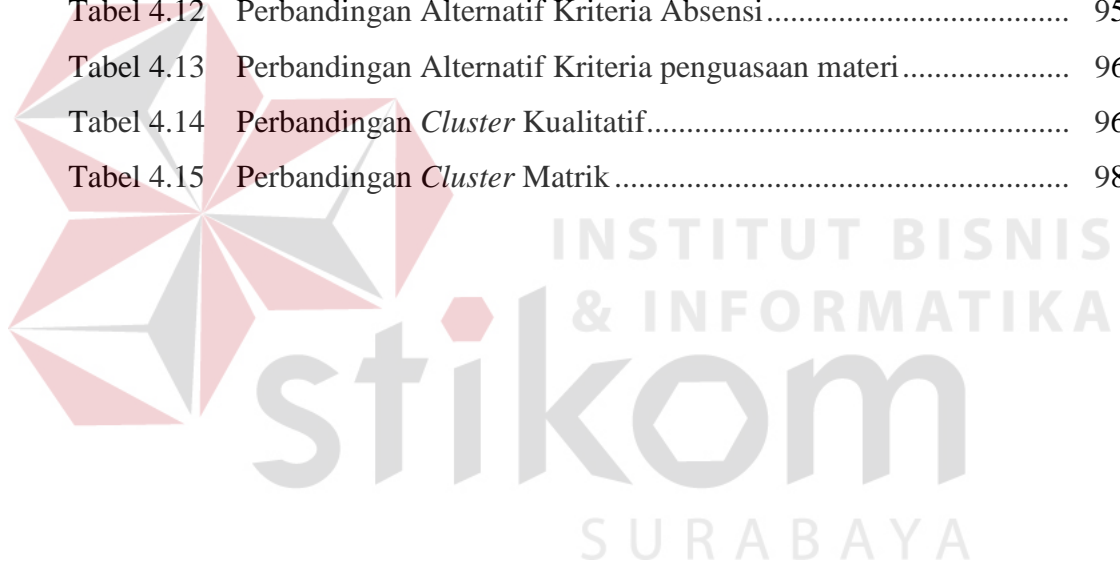 Tabel 4.12 Perbandingan Alternatif Kriteria Absensi.................................... 95
Tabel 4.13 Perbandingan Alternatif Kriteria penguasaan materi.................... 96
Tabel 4.14 Perbandingan Cluster Kualitatif.................................................... 96
Tabel 4.15 Perbandingan Cluster Matrik ....................................................... 98
INSTITUT BISNIS
& INFORMATIKA
stikom
SURABAYA